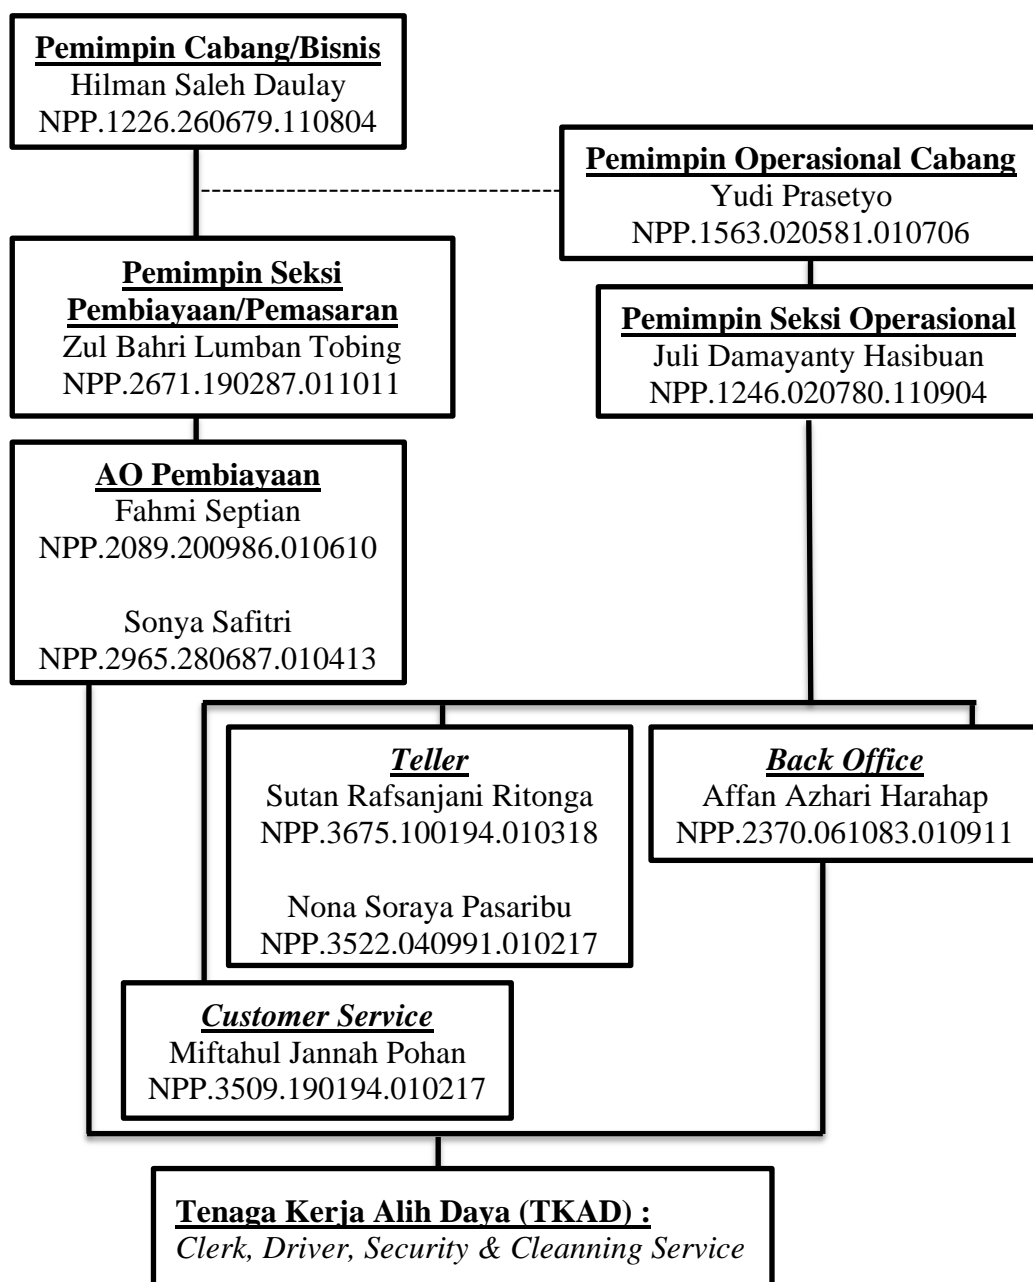 Pemimpin Cabang/Bisnis
Hilman Saleh Daulay
NPP.1226.260679.110804
Pemimpin Operasional Cabang
Yudi Prasetyo
NPP.1563.020581.010706
Pemimpin Seksi
Pembiayaan/Pemasaran
Zul Bahri Lumban Tobing
NPP.2671.190287.011011
Pemimpin Seksi Operasional
Juli Damayanty Hasibuan
NPP.1246.020780.110904
AO Pembiayaan
Fahmi Septian
NPP.2089.200986.010610
Sonya Safitri
NPP.2965.280687.010413
Teller
Sutan Rafsanjani Ritonga
NPP.3675.100194.010318
Nona Soraya Pasaribu
NPP.3522.040991.010217
Back Office
Affan Azhari Harahap
NPP.2370.061083.010911
Customer Service
Miftahul Jannah Pohan
NPP.3509.190194.010217
Tenaga Kerja Alih Daya (TKAD) :
Clerk, Driver, Security & Cleanning Service